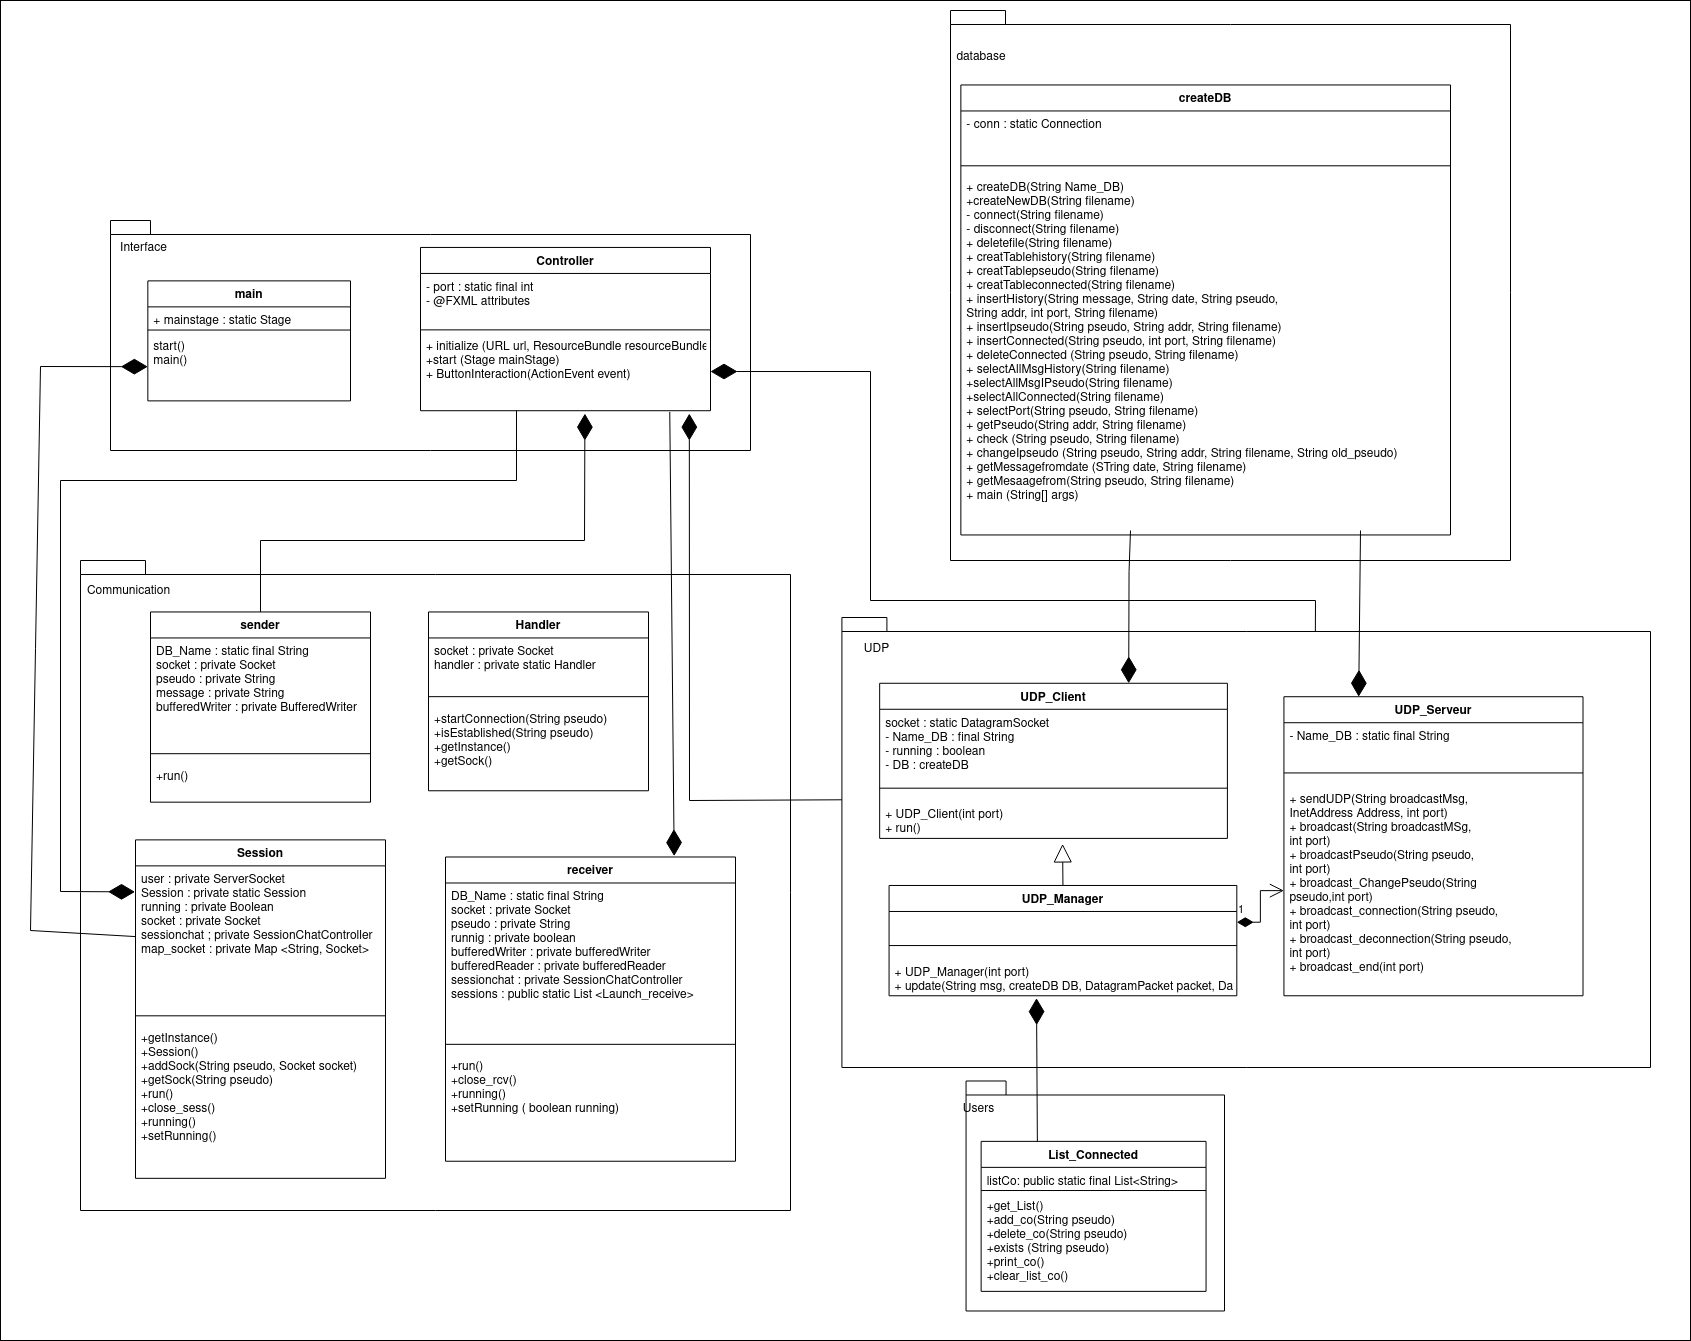 database
createDB
- conn : static Connection
+ createDB(String Name_DB)
+createNewDB(String filename)
- connect(String filename)
- disconnect(String filename)
+ deletefile(String filename)
+ creatTablehistory(String filename)
+ creatTablepseudo(String filename)
+ creatTableconnected(String filename)
+ insertHistory(String message, String date, String pseudo,
String addr, int port, String filename)
+ insertIpseudo(String pseudo, String addr, String filename)
+ insertConnected(String pseudo, int port, String filename)
+ deleteConnected (String pseudo, String filename)
+ selectAllMsgHistory(String filename)
+selectAllMsgIPseudo(String filename)
+selectAllConnected(String filename)
+ selectPort(String pseudo, String filename)
+ getPseudo(String addr, String filename)
+ check (String pseudo, String filename)
+ changeIpseudo (String pseudo, String addr, String filename, String old_pseudo)
+ getMessagefromdate (STring date, String filename)
+ getMesaagefrom(String pseudo, String filename)
+ main (String[] args)
Interface
main
+ mainstage : static Stage
start()
main()
Controller
- port : static final int
- @FXML attributes
+ initialize (URL url, ResourceBundle resourceBundle
+start (Stage mainStage)
+ ButtonInteraction(ActionEvent event)
Communication
sender
DB_Name : static final String
socket : private Socket
pseudo : private String
message : private String
bufferedWriter : private BufferedWriter
+run()
Handler
socket : private Socket
handler : private static Handler
+startConnection(String pseudo)
+isEstablished(String pseudo)
+getInstance()
+getSock()
Session
user : private ServerSocket
Session : private static Session
running : private Boolean
socket : private Socket
sessionchat ; private SessionChatController
map_socket : private Map <String, Socket>
+getInstance()
+Session()
+addSock(String pseudo, Socket socket)
+getSock(String pseudo)
+run()
+close_sess()
+running()
+setRunning()
receiver
DB_Name : static final String
socket : private Socket
pseudo : private String
runnig : private boolean
bufferedWriter : private bufferedWriter
bufferedReader : private bufferedReader
sessionchat : private SessionChatController
sessions : public static List <Launch_receive>
+run()
+close_rcv()
+running()
+setRunning ( boolean running)
UDP
UDP_Client
socket : static DatagramSocket
- Name_DB : final String
- running : boolean
- DB : createDB
+ UDP_Client(int port)
+ run()
UDP_Manager
1
+ UDP_Manager(int port)
+ update(String msg, createDB DB, DatagramPacket packet, Da
UDP_Serveur
- Name_DB : static final String
+ sendUDP(String broadcastMsg,
InetAddress Address, int port)
+ broadcast(String broadcastMSg,
int port)
+ broadcastPseudo(String pseudo,
int port)
+ broadcast_ChangePseudo(String
pseudo,int port)
+ broadcast_connection(String pseudo,
int port)
+ broadcast_deconnection(String pseudo,
int port)
+ broadcast_end(int port)
Users
List_Connected
listCo: public static final List<String>
+get_List()
+add_co(String pseudo)
+delete_co(String pseudo)
+exists (String pseudo)
+print_co()
+clear_list_co()